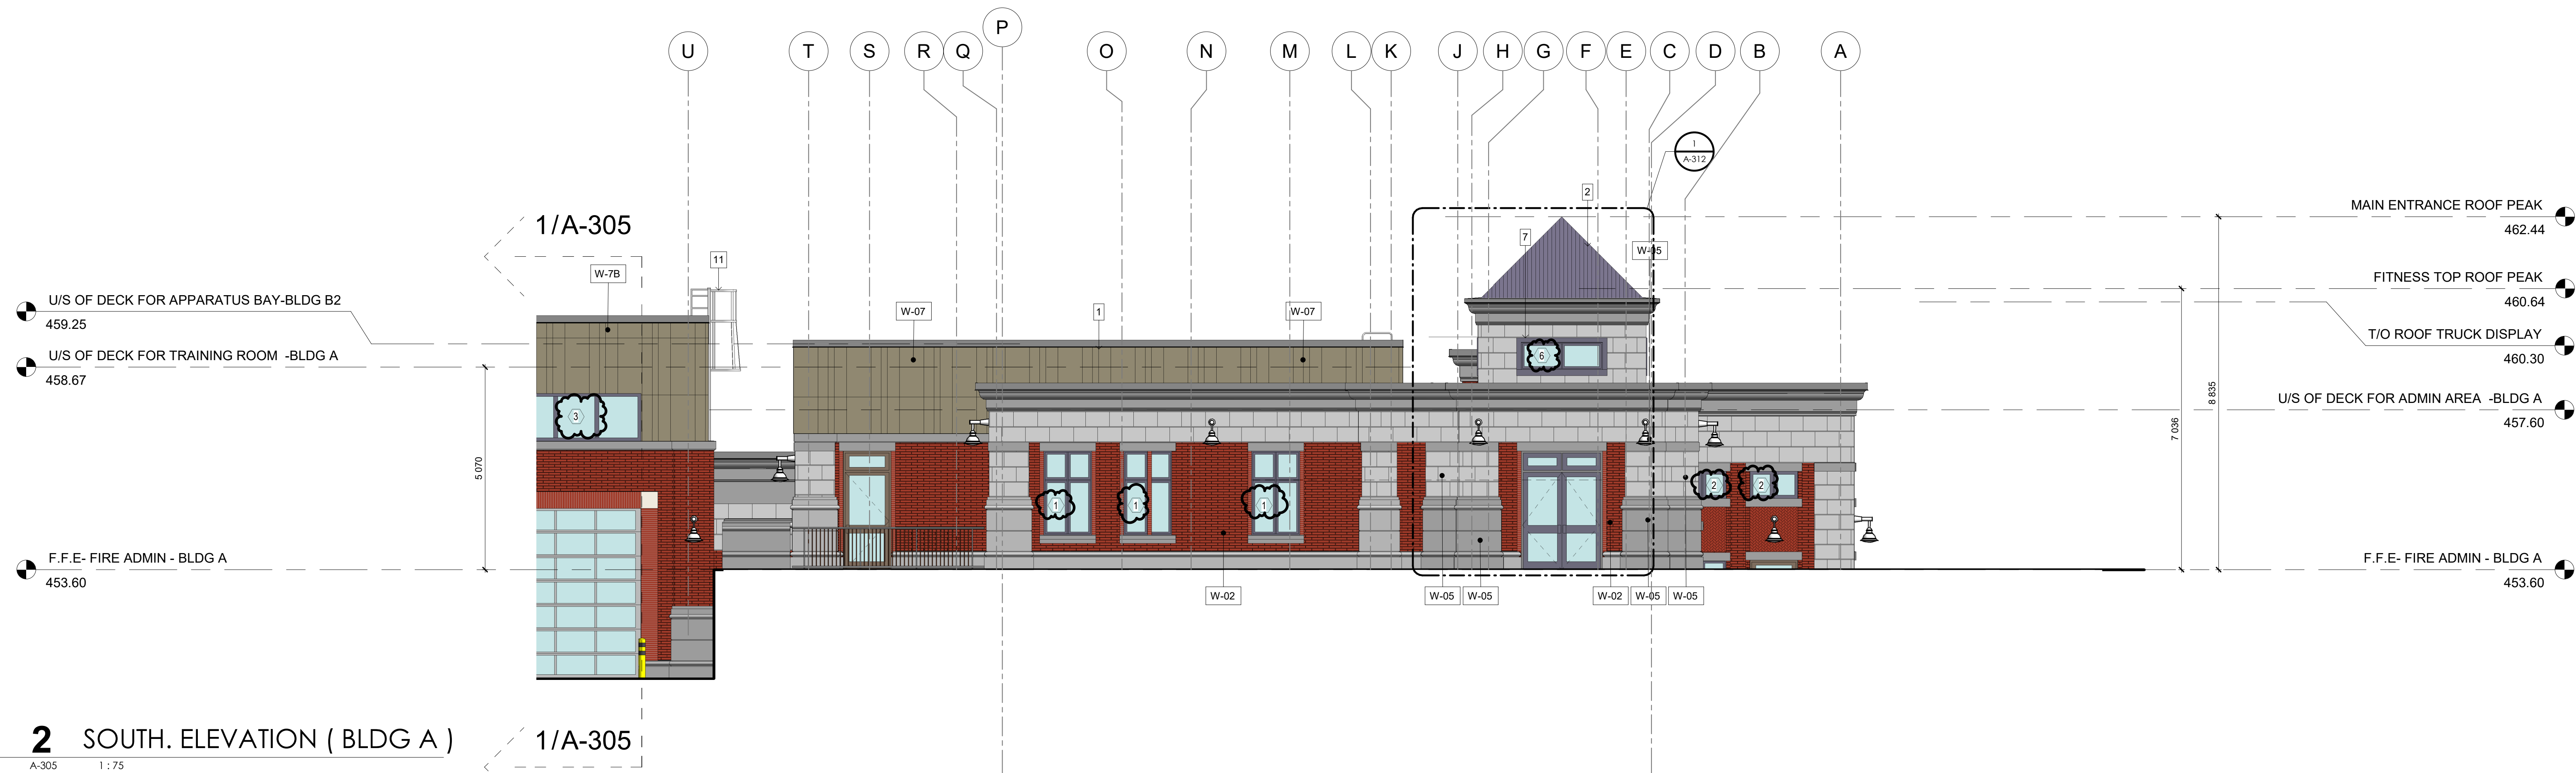 P
U T S R Q O N M L K J H G F E C D B A
1
A-312
2
MAIN ENTRANCE ROOF PEAK
462.44
1/A-305
7
W-05
11
W-7B
FITNESS TOP ROOF PEAK
460.64
U/S OF DECK FOR APPARATUS BAY-BLDG B2
459.25
W-07
1
W-07
T/O ROOF TRUCK DISPLAY
460.30
U/S OF DECK FOR TRAINING ROOM -BLDG A
458.67
6
8 835
U/S OF DECK FOR ADMIN AREA -BLDG A
457.60
3
7 036
5 070
1
1
1
2
2
F.F.E- FIRE ADMIN - BLDG A
453.60
F.F.E- FIRE ADMIN - BLDG A
453.60
W-02
W-05
W-05
W-02
W-05
W-05
2 SOUTH. ELEVATION ( BLDG A )
A-305 1 : 75
1/A-305